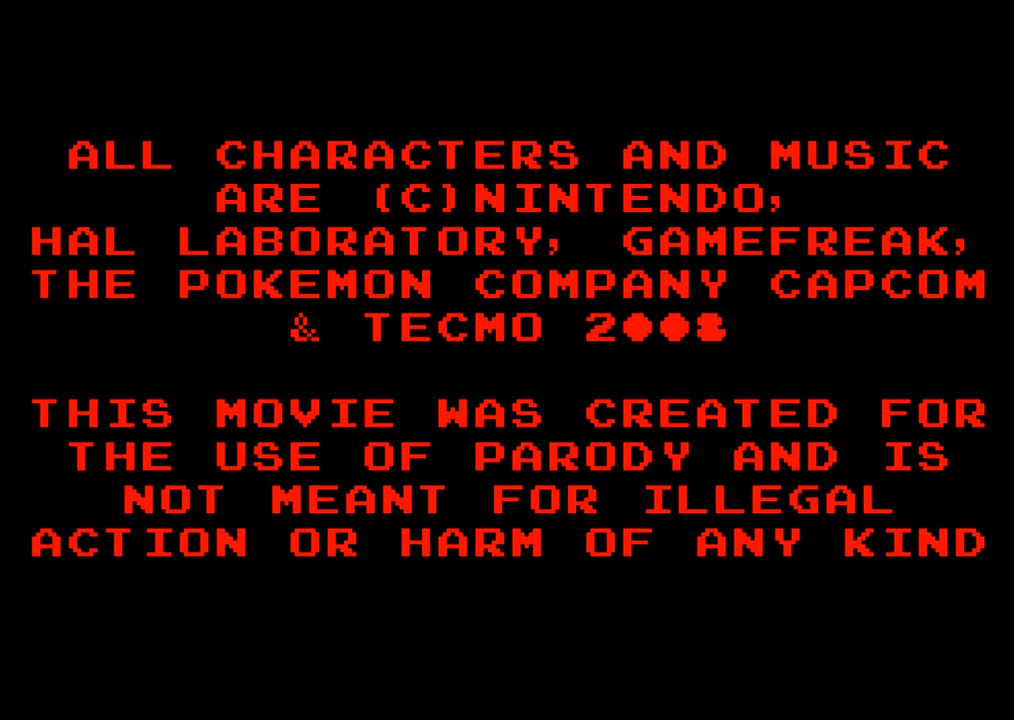 ALL CHARACTERS AND MUSIC
ARE (C)NINTENDO,
HAL LABORATORY, GAMEFREAK,
THE POKEMON COMPANY CAPCOM
& TECMO 2008
THIS MOVIE WAS CREATED FOR
THE USE OF PARODY AND IS
NOT MEANT FOR ILLEGAL
ACTION OR HARM OF ANY KIND